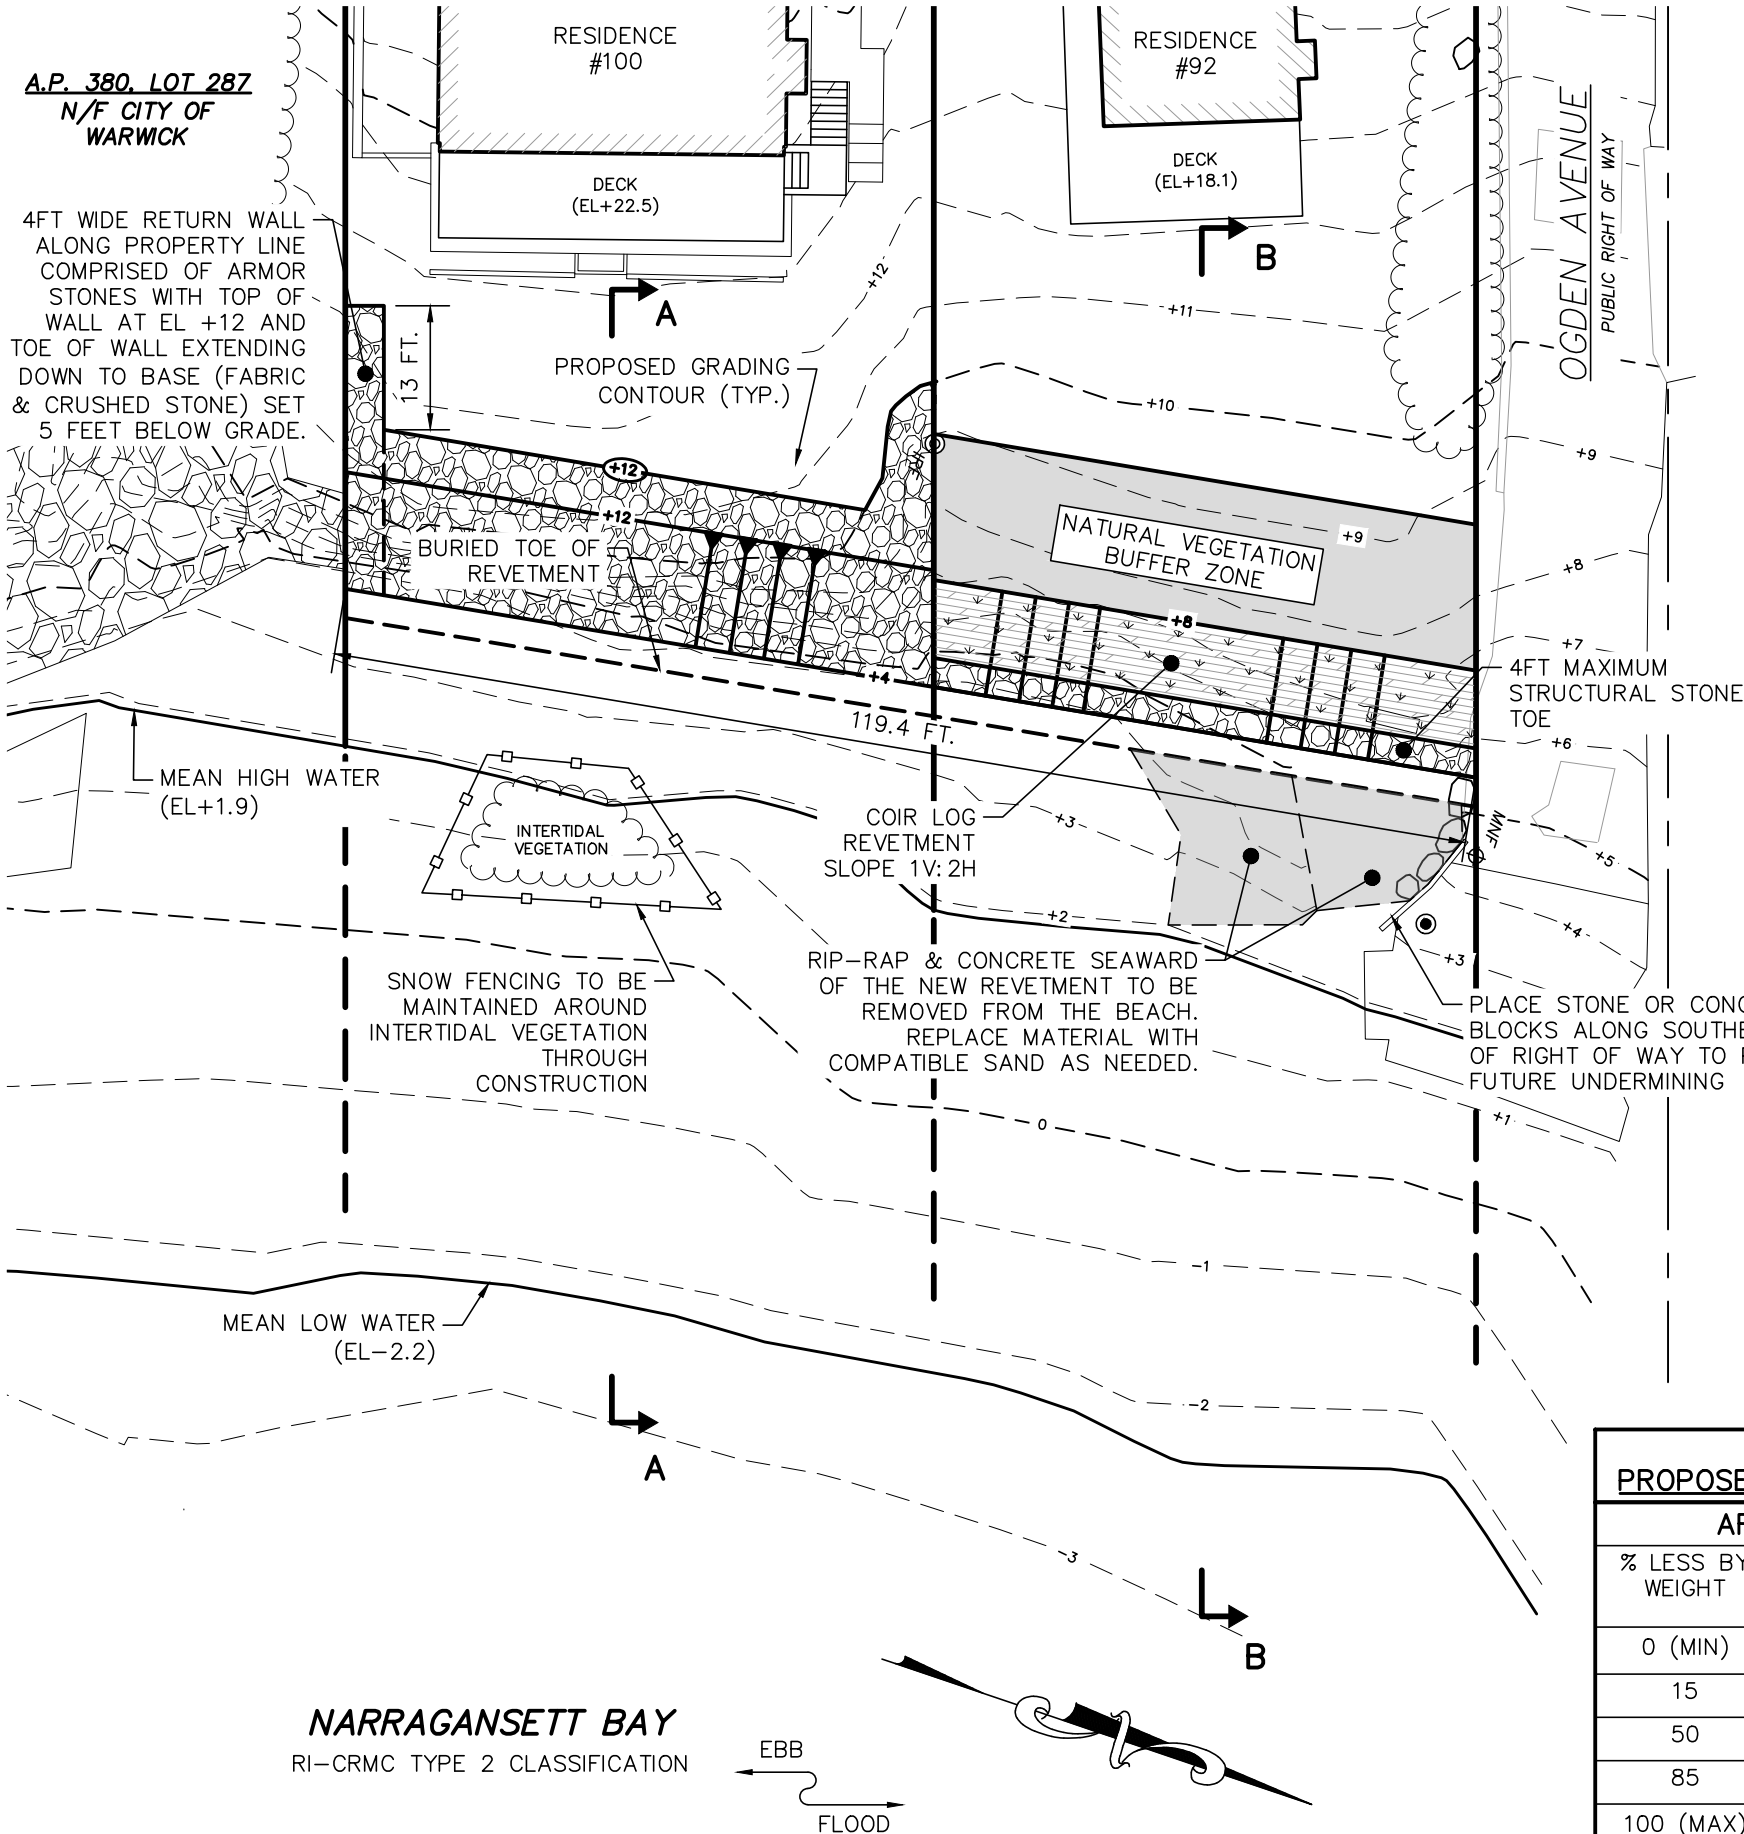 RESIDENCE
#100
RESIDENCE
#92
A.P. 380, LOT 287
N/F CITY OF
WARWICK
DECK
(EL+22.5)
DECK
(EL+18.1)
OGDEN AVENUE
PUBLIC RIGHT OF WAY
4FT WIDE RETURN WALL
ALONG PROPERTY LINE
COMPRISED OF ARMOR
STONES WITH TOP OF
WALL AT EL +12 AND
TOE OF WALL EXTENDING
DOWN TO BASE (FABRIC
& CRUSHED STONE) SET
5 FEET BELOW GRADE.
13 FT.
A
B
+12
+11
+10
+9
+8
+7
+6
+5
+4
+3
PROPOSED GRADING
CONTOUR (TYP.)
+12
+12
IRF
BURIED TOE OF
REVETMENT
NATURAL VEGETATION
BUFFER ZONE
+9
+8
+4
4FT MAXIMUM
STRUCTURAL STONE
TOE
119.4 FT.
MEAN HIGH WATER
(EL+1.9)
INTERTIDAL
VEGETATION
COIR LOG
REVETMENT
SLOPE 1V:2H
+3
+2
MNF
SNOW FENCING TO BE
MAINTAINED AROUND
INTERTIDAL VEGETATION
THROUGH
CONSTRUCTION
RIP-RAP & CONCRETE SEAWARD
OF THE NEW REVETMENT TO BE
REMOVED FROM THE BEACH.
REPLACE MATERIAL WITH
COMPATIBLE SAND AS NEEDED.
PLACE STONE OR CONC
BLOCKS ALONG SOUTHE
OF RIGHT OF WAY TO
FUTURE UNDERMINING
+1
0
-1
-2
-3
MEAN LOW WATER
(EL-2.2)
A
B
NARRAGANSETT BAY
RI-CRMC TYPE 2 CLASSIFICATION
EBB
FLOOD
PROPOSE
% LESS BY
WEIGHT
0 (MIN)
15
50
85
100 (MAX)